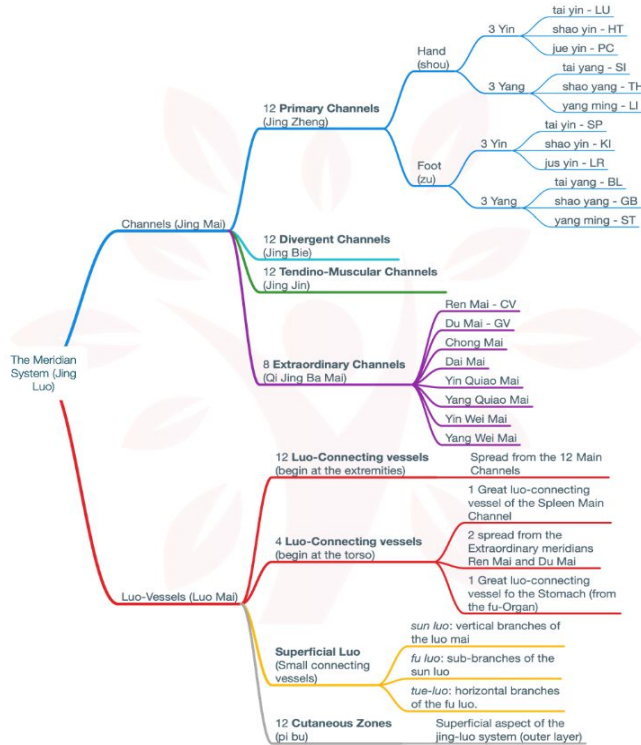 The Meridian
System (Jing
Luo)
Channels (Jing Mai)
12 Primary Channels
(Jing Zheng)
Hand
(shou)
3 Yin
tai yin - LU
shao yin - HT
jue yin - PC
3 Yang
tai yang - SI
shao yang - TH
yang ming - LI
Foot
(zu)
3 Yin
tai yin - SP
shao yin - KI
jus yin - LR
3 Yang
tai yang - BL
shao yang - GB
yang ming - ST
12 Divergent Channels
(Jing Bie)
12 Tendino-Muscular Channels
(Jing Jin)
8 Extraordinary Channels
(Qi Jing Ba Mai)
Ren Mai - CV
Du Mai - GV
Chong Mai
Dai Mai
Yin Quiao Mai
Yang Quiao Mai
Yin Wei Mai
Yang Wei Mai
Luo-Vessels (Luo Mai)
12 Luo-Connecting vessels
(begin at the extremities)
Spread from the 12 Main
Channels
4 Luo-Connecting vessels
(begin at the torso)
1 Great luo-connecting
vessel of the Spleen Main
Channel
2 spread from the
Extraordinary meridians
Ren Mai and Du Mai
1 Great luo-connecting
vessel fo the Stomach (from
the fu-Organ)
Superficial Luo
(Small connecting
vessels)
sun luo: vertical branches of
the luo mai
fu luo: sub-branches of the
sun luo
tue-luo: horizontal branches
of the fu luo.
12 Cutaneous Zones
(pi bu)
Superficial aspect of the
jing-luo system (outer layer)